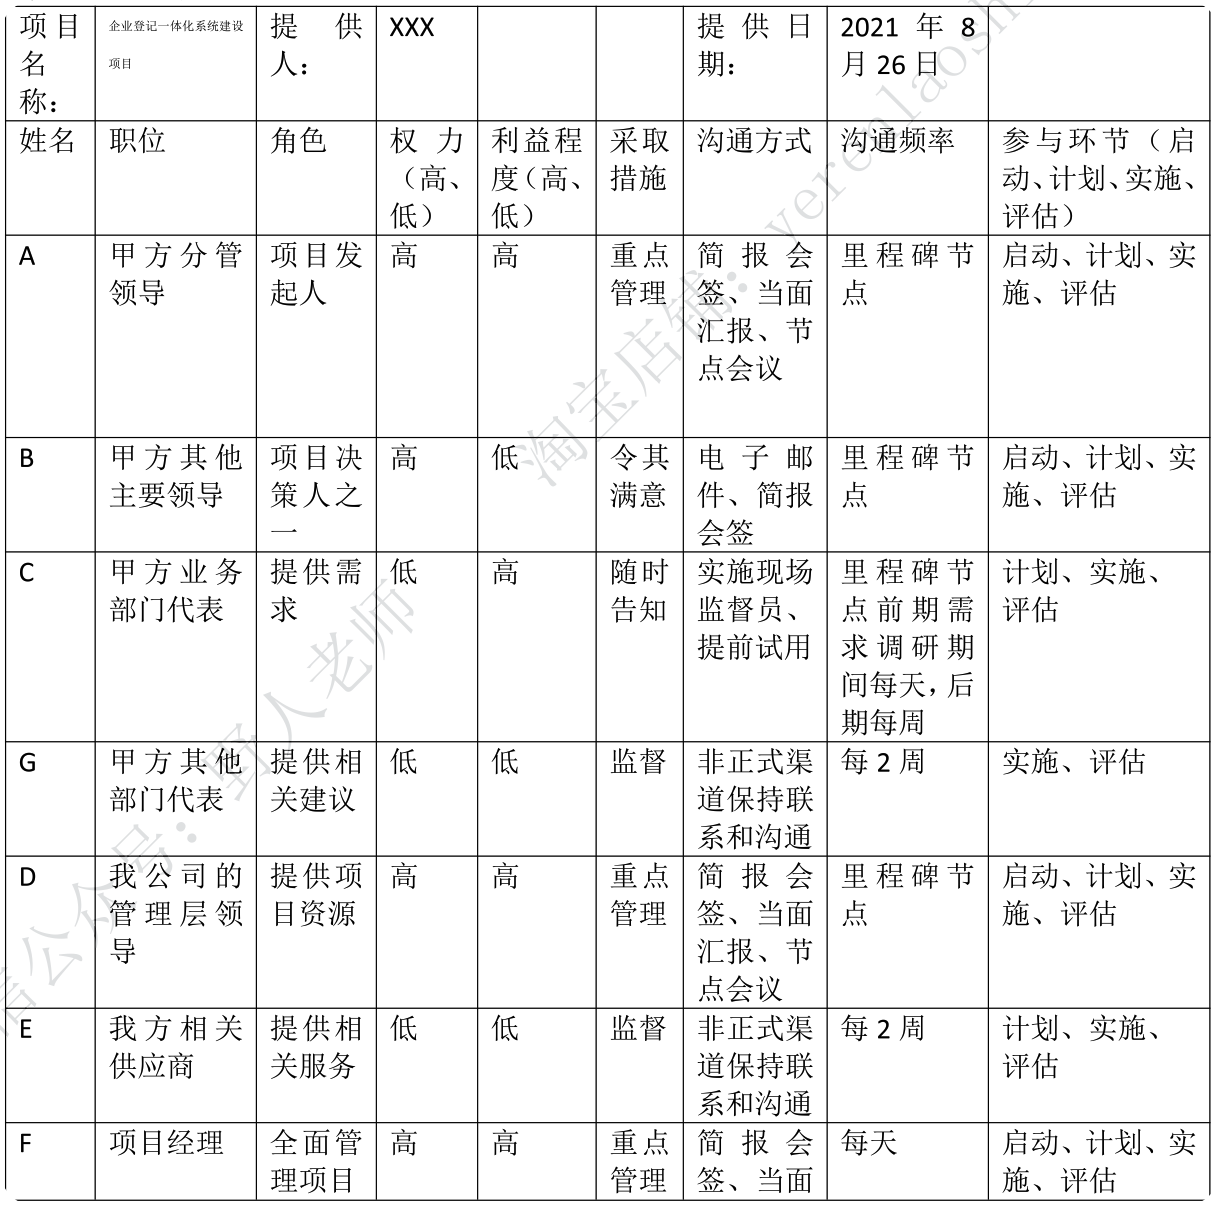 项目名称： 企业登记一体化系统建设项目 提供人： XXX 提供日期： 2021 年 8 月 26 日
姓名 职位 角色 权力（高、低） 利益程度（高、低） 采取措施 沟通方式 沟通频率 参与环节（启动、计划、实施、评估）
A 甲方分管领导 项目发起人 高 高 重点管理 简报会签、当面汇报、节点会议 里程碑节点 启动、计划、实施、评估
B 甲方其他主要领导 项目决策人之一 高 低 令其满意 电子邮件、简报会签 里程碑节点 启动、计划、实施、评估
C 甲方业务部门代表 提供需求 低 高 随时告知 实施现场监督员、提前试用 里程碑节点前期需求调研期间每天，后期每周 计划、实施、评估
G 甲方其他部门代表 提供相关建议 低 低 监督 非正式渠道保持联系和沟通 每 2 周 实施、评估
D 我公司的管理层领导 提供项目资源 高 高 重点管理 简报会签、当面汇报、节点会议 里程碑节点 启动、计划、实施、评估
E 我方相关供应商 提供相关服务 低 低 监督 非正式渠道保持联系和沟通 每 2 周 计划、实施、评估
F 项目经理 全面管理项目 高 高 重点管理 简报会签、当面 每天 启动、计划、实施、评估
淘宝店铺：yerenlaosh
信公众号：野人老师